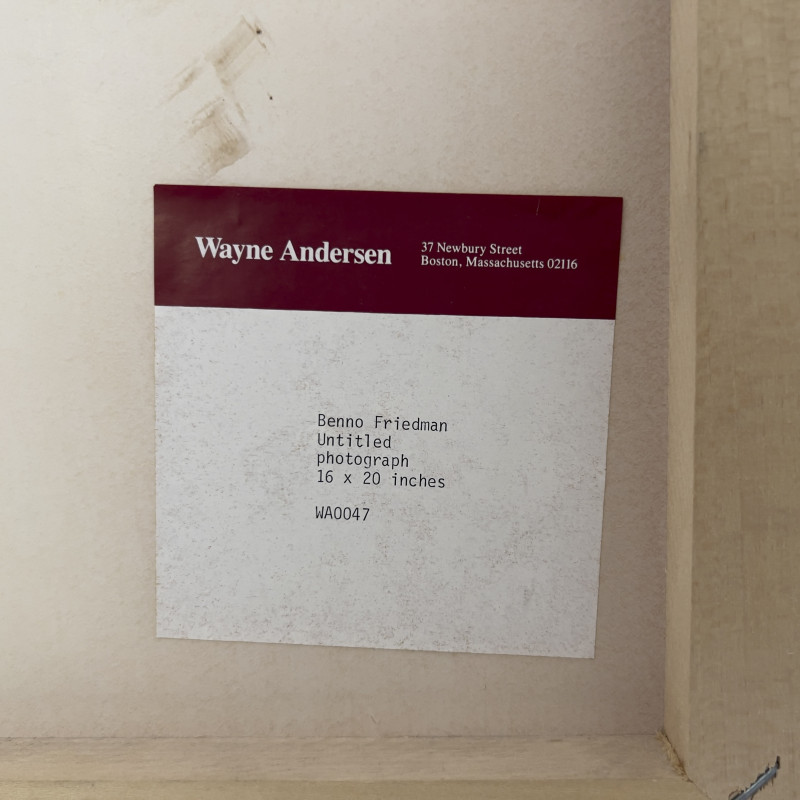 Wayne Andersen
37 Newbury Street
Boston, Massachusetts 02116
Benno Friedman
Untitled
photograph
16 x 20 inches
WA0047